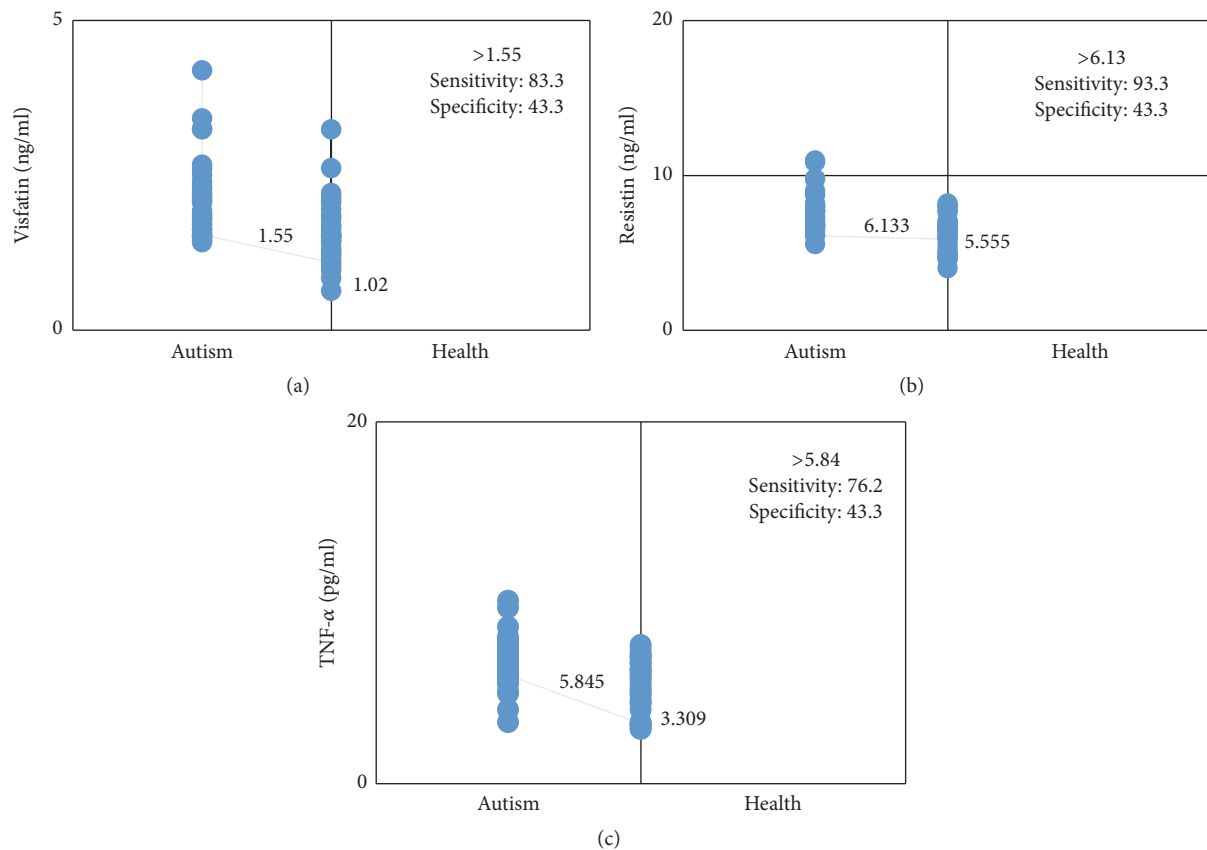 5
Visfatin (ng/ml)
0
>1.55
Sensitivity: 83.3
Specificity: 43.3
1.55
1.02
Autism
Health
(a)
20
Resistin (ng/ml)
10
0
>6.13
Sensitivity: 93.3
Specificity: 43.3
6.133
5.555
Autism
Health
(b)
20
TNF-α (pg/ml)
0
>5.84
Sensitivity: 76.2
Specificity: 43.3
5.845
3.309
Autism
Health
(c)